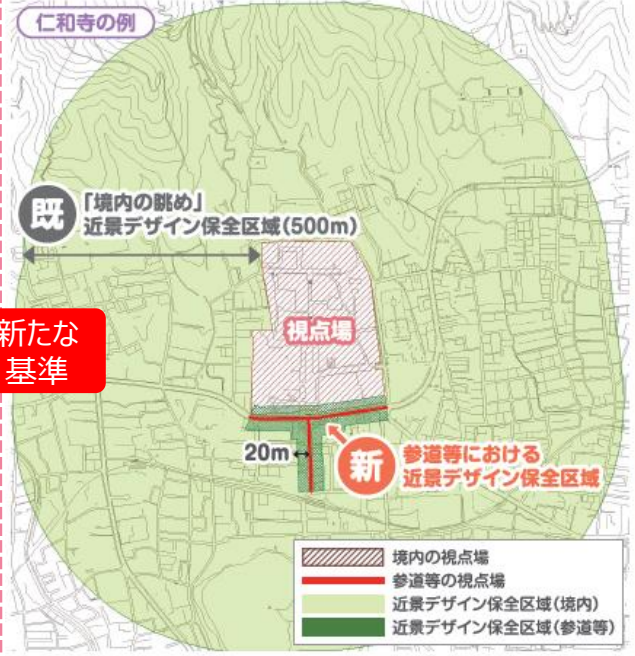 仁和寺の例
既
「境内の眺め」
近景デザイン保全区域(500m)
新たな
基準
視点場
20m
新
参道等における
近景デザイン保全区域
境内の視点場
参道等の視点場
近景デザイン保全区域(境内)
近景デザイン保全区域(参道等)